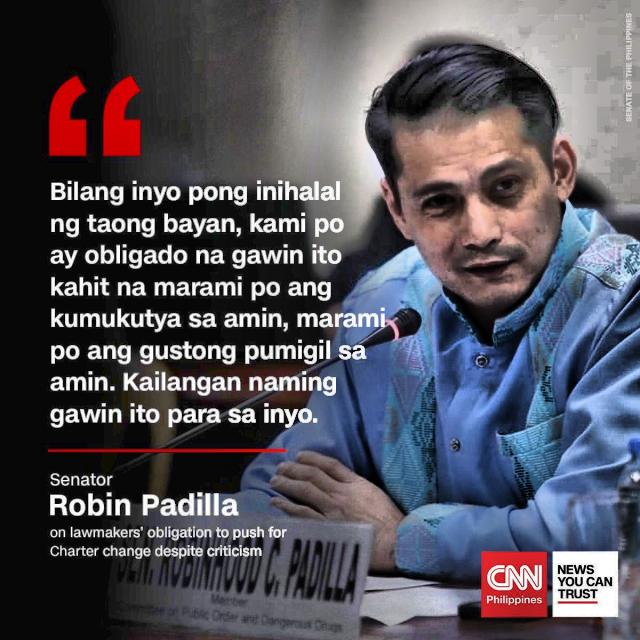 SENATE OF THE PHILIPPINES
Bilang inyo pong inihalal
ng taong bayan, kami po
ay obligado na gawin ito
kahit na marami po ang
kumukutya sa amin, marami
po ang gustong pumigil sa
amin. Kailangan naming
gawin ito para sa inyo.
Senator
Robin Padilla
on lawmakers' obligation to push for
Charter change despite criticism
SEN. ROBINHOOD C. PADILLA
Member
Committee on Public Order and Dangerous Drugs
CNN
Philippines
NEWS
YOU CAN
TRUST